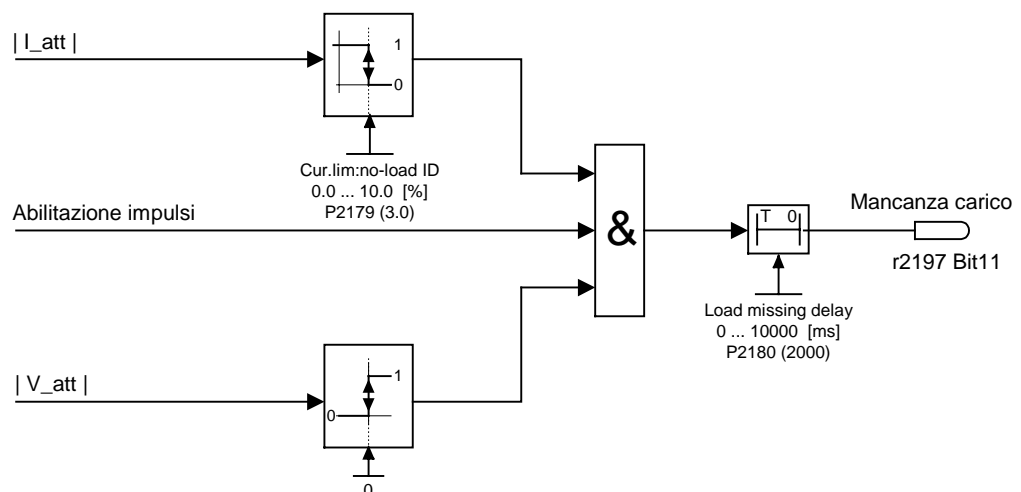 | I_att |
1
0
Cur.lim:no-load ID
0.0 ... 10.0 [%]
P2179 (3.0)
Abilitazione impulsi
&
T 0
Mancanza carico
r2197 Bit11
Load missing delay
0 ... 10000 [ms]
P2180 (2000)
| V_att |
1
0
0